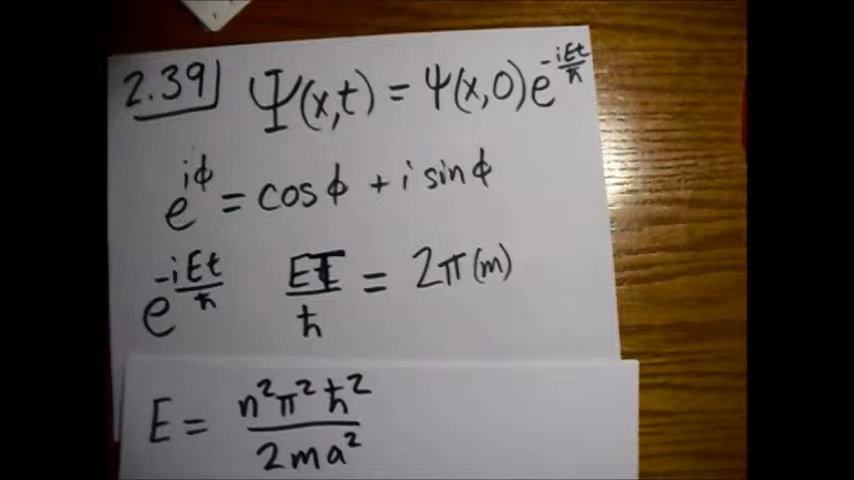 2.39 Ψ(x,t) = Ψ(x,0)e^{-iEt/ℏ}
e^{iϕ} = cos ϕ + i sin ϕ
e^{-iEt/ℏ} ET/ℏ = 2π(m)
E = n²π²ℏ²/2ma²